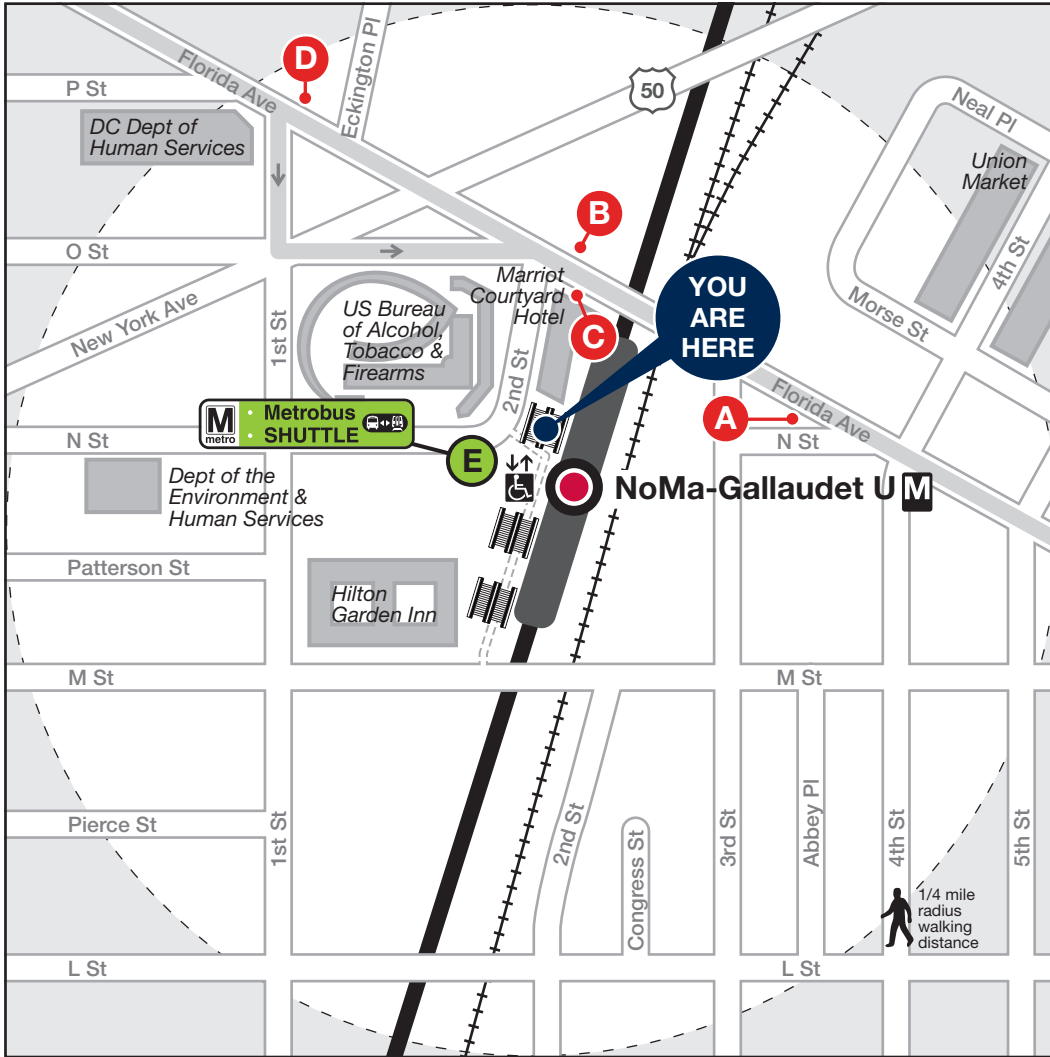 Eckington Pl
D
Florida Ave
P St
50
DC Dept of
Human Services
Neal Pl
Union
Market
4th St
B
O St
Marriot
Courtyard
Hotel
YOU
ARE
HERE
New York Ave
1st St
US Bureau
of Alcohol,
Tobacco &
Firearms
2nd St
C
Morse St
Florida Ave
A
M
metro
• Metrobus
• SHUTTLE
N St
N St
E
Dept of the
Environment &
Human Services
NoMa-Gallaudet U M
Patterson St
Hilton
Garden Inn
M St
M St
Pierce St
1st St
2nd St
Congress St
3rd St
Abbey Pl
4th St
5th St
1/4 mile
radius
walking
distance
L St
L St